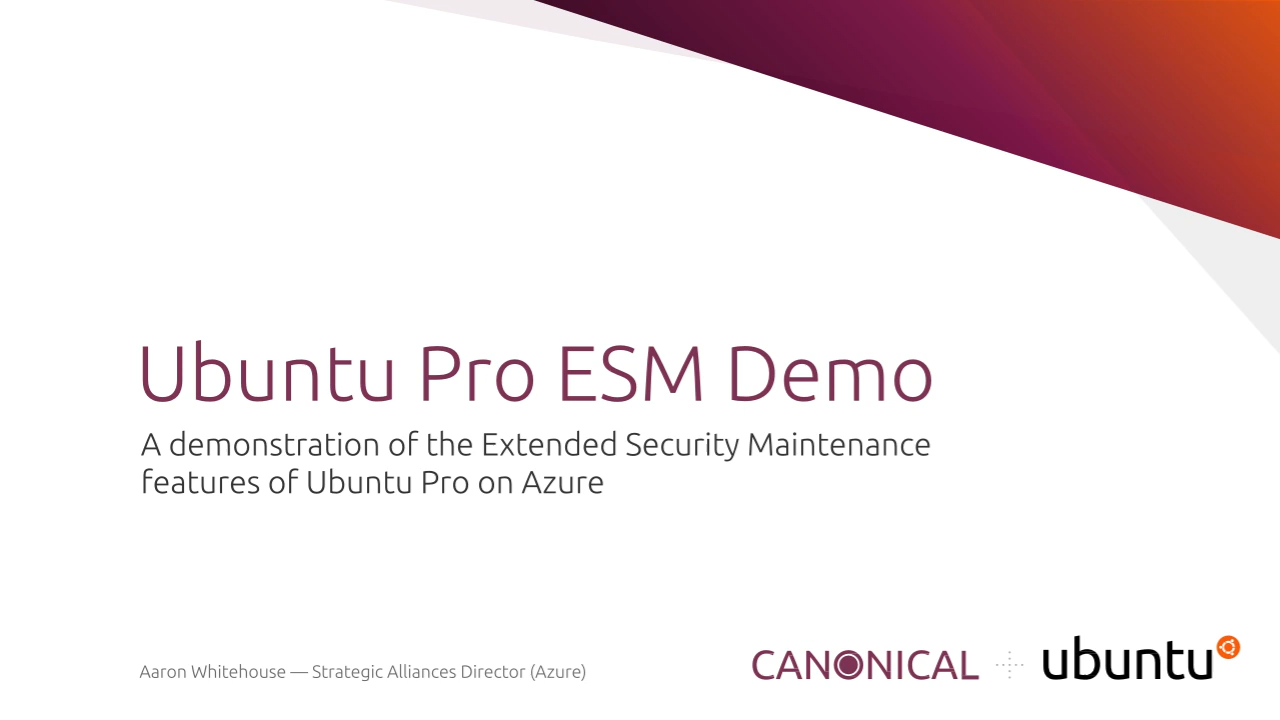 Ubuntu Pro ESM Demo
A demonstration of the Extended Security Maintenance
features of Ubuntu Pro on Azure
Aaron Whitehouse — Strategic Alliances Director (Azure)
CANONICAL
ubuntu